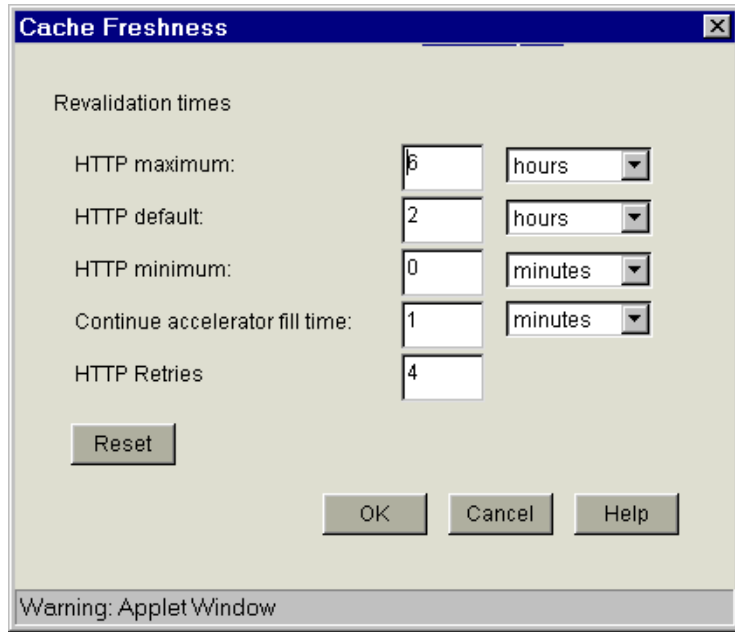 Cache Freshness
Revalidation times
HTTP maximum: 6 hours
HTTP default: 2 hours
HTTP minimum: 0 minutes
Continue accelerator fill time: 1 minutes
HTTP Retries 4
Reset
OK Cancel Help
Warning: Applet Window